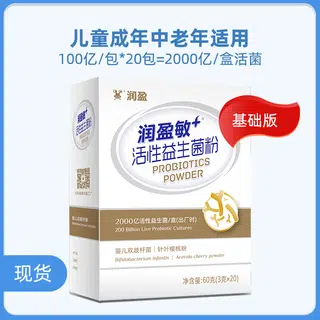 儿童成年中老年适用
100亿/包*20包=2000亿/盒活菌
润盈
基础版
润盈敏+
活性益生菌粉
PROBIOTICS
POWDER
2000亿活性益生菌/盒(出厂时)
200 Billion Live Probiotic Cultures
婴儿双歧杆菌|针叶樱桃粉
Bifidobacterium infantis | Acerola cherry powder
净含量:60克(3克×20)
现货